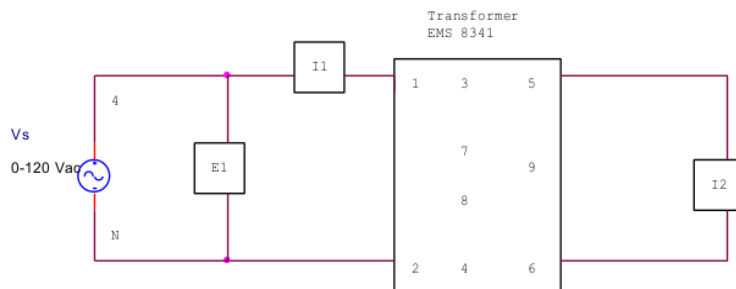 Transformer
EMS 8341
I1
1 3 5
4
Vs
7
0-120 Vac
E1
9
I2
8
N
2 4 6